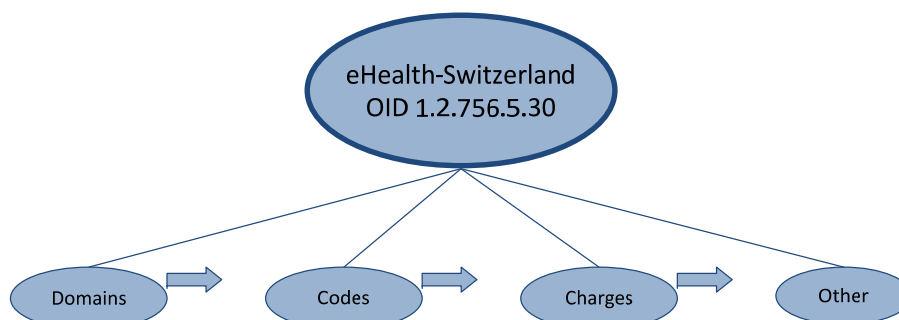 eHealth-Switzerland
OID 1.2.756.5.30
Domains
Codes
Charges
Other